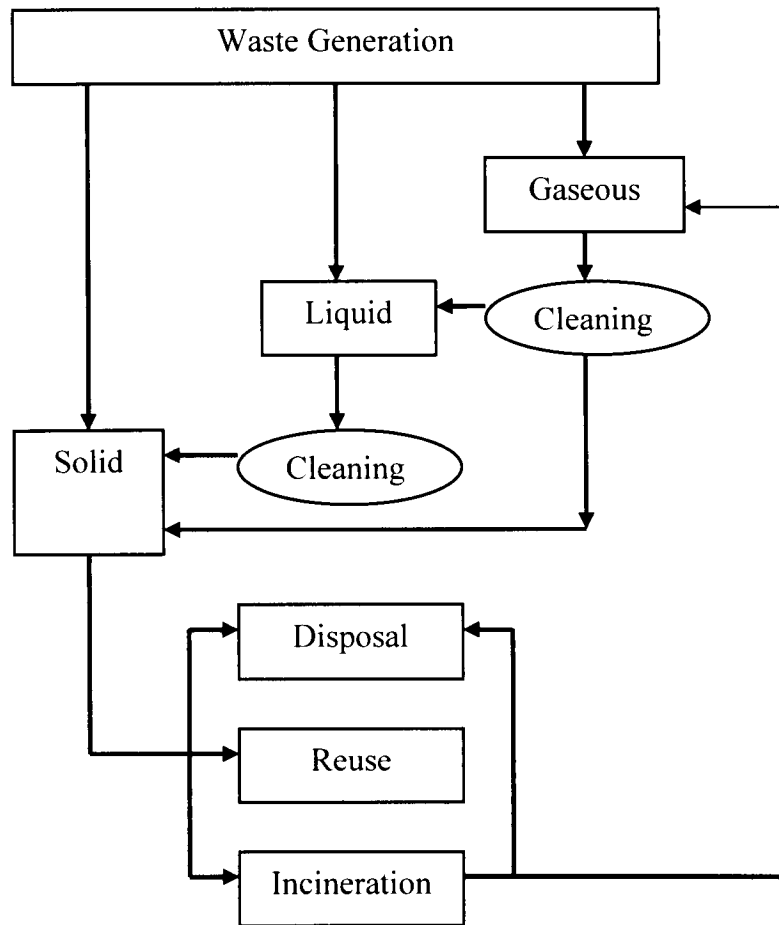 Waste Generation
Gaseous
Liquid
Cleaning
Solid
Cleaning
Disposal
Reuse
Incineration